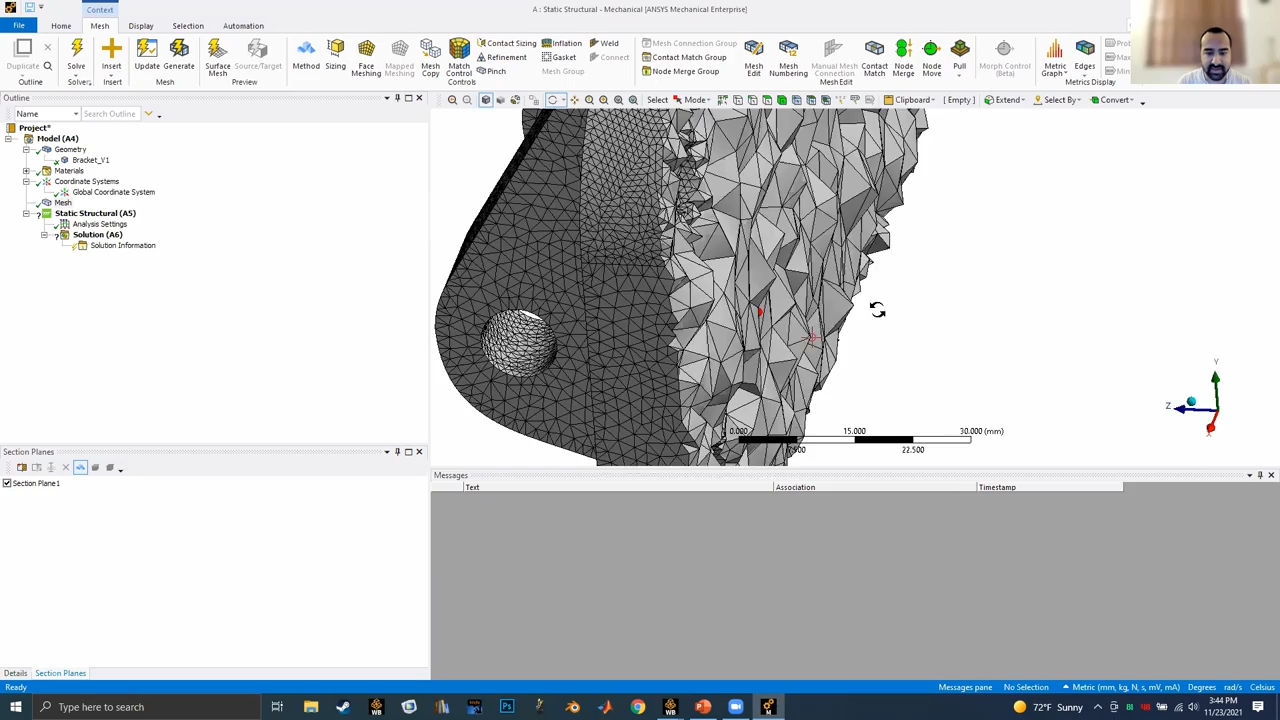 Context
A : Static Structural - Mechanical [ANSYS Mechanical Enterprise]
File Home Mesh Display Selection Automation
Duplicate
Outline
Solve
Solver
Insert
Insert
Update Generate
Mesh
Surface Mesh
Source/Target
Preview
Method Sizing
Face Meshing
Mesh Copy
Match Control
Contact Sizing
Refinement
Pinch
Inflation
Gasket
Mesh Group
Weld
Connect
Controls
Mesh Connection Group
Contact Match Group
Node Merge Group
Mesh Edit
Mesh Numbering
Manual Mesh Connection
Contact Match
Node Merge
Node Move
Pull
Mesh Edit
Morph Control (Beta)
Metric Graph
Edges
Metrics Display
Outline
Name Search Outline
Select Mode Clipboard [ Empty ] Extend Select By Convert
Project*
Model (A4)
Geometry
Bracket_V1
Materials
Coordinate Systems
Global Coordinate System
Mesh
Static Structural (A5)
Analysis Settings
Solution (A6)
Solution Information
Y
Z
X
0.000 15.000 30.000 (mm)
7.500 22.500
Section Planes
Section Plane1
Messages
Text Association Timestamp
Details Section Planes
Ready Messages pane No Selection Metric (mm, kg, N, s, mV, mA) Degrees rad/s Celsius
Type here to search
WB
Ps
WB
M
72°F Sunny
3:44 PM
11/23/2021